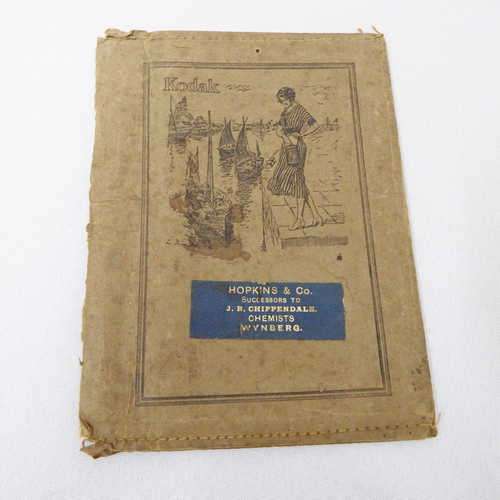 Kodak
HOPKINS & CO.
SUCCESSORS TO
J. R. CHIPPENDALE.
CHEMISTS
WYNBERG.